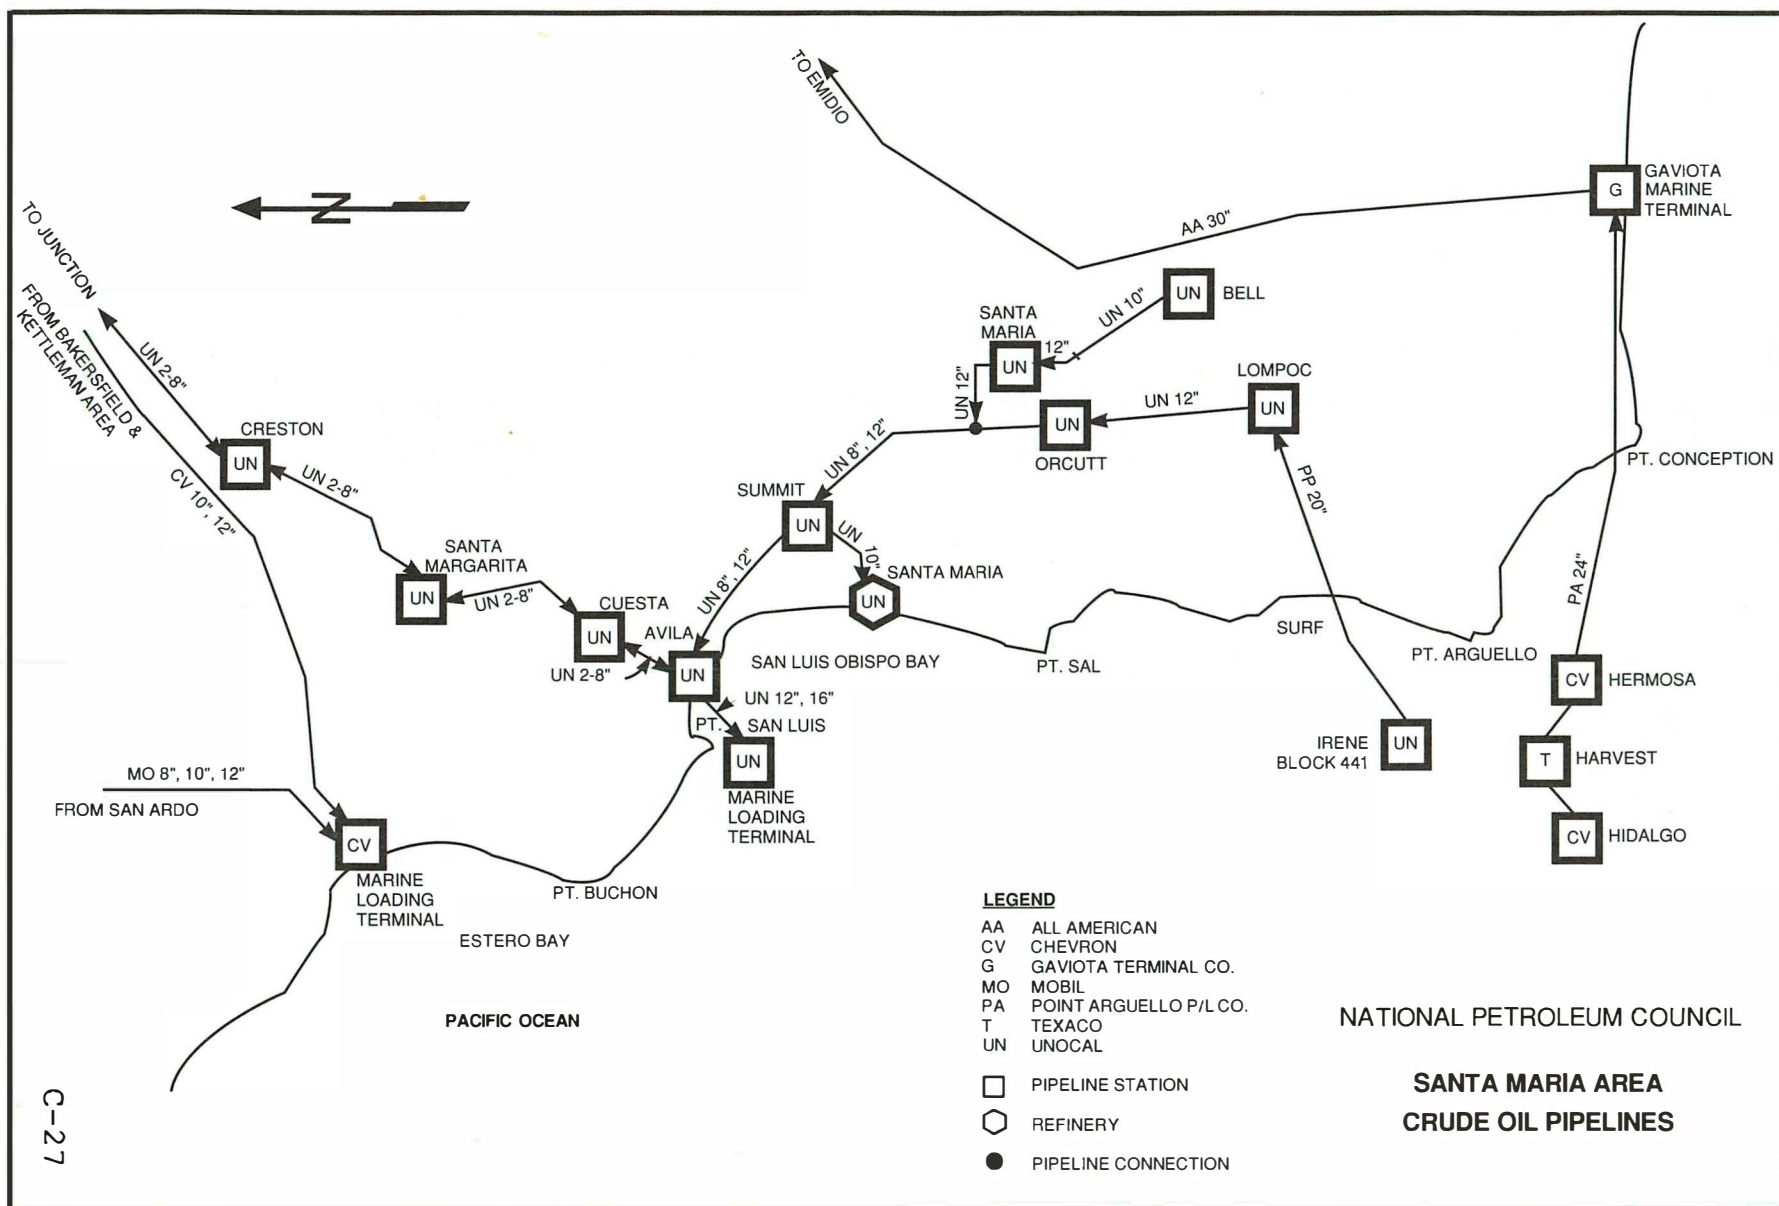 TO EMIDIO
GAVIOTA
MARINE
TERMINAL
G
AA 30"
N
TO JUNCTION
FROM BAKERSFIELD &
KETTLEMAN AREA
UN 2-8"
CV 10", 12"
CRESTON
UN
UN 2-8"
SANTA
MARGARITA
UN
UN 2-8"
CUESTA
UN
AVILA
UN
UN 2-8"
UN BELL
UN 10"
SANTA
MARIA
12"
UN
UN 12"
LOMPOC
UN
UN 12"
UN
ORCUTT
UN 8", 12"
SUMMIT
UN
UN 10"
SANTA MARIA
UN
UN 8", 12"
PP 20"
PT. CONCEPTION
PA 24"
SAN LUIS OBISPO BAY
PT. SAL
SURF
PT. ARGUELLO
CV HERMOSA
UN 12", 16"
PT. SAN LUIS
UN
MARINE
LOADING
TERMINAL
IRENE
BLOCK 441
UN
T HARVEST
CV HIDALGO
MO 8", 10", 12"
FROM SAN ARDO
CV
MARINE
LOADING
TERMINAL
PT. BUCHON
ESTERO BAY
PACIFIC OCEAN
LEGEND
AA ALL AMERICAN
CV CHEVRON
G GAVIOTA TERMINAL CO.
MO MOBIL
PA POINT ARGUELLO P/L CO.
T TEXACO
UN UNOCAL
PIPELINE STATION
REFINERY
PIPELINE CONNECTION
NATIONAL PETROLEUM COUNCIL
SANTA MARIA AREA
CRUDE OIL PIPELINES
C-27